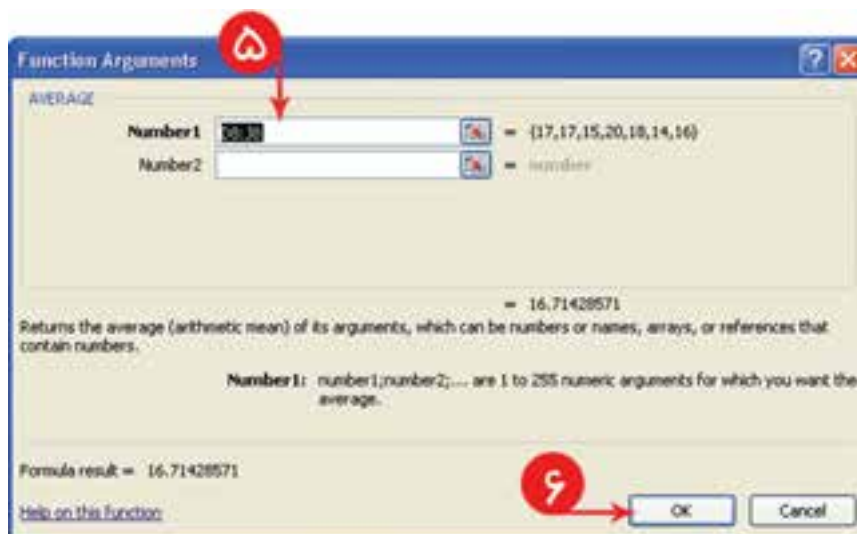 ۵
Function Arguments
AVERAGE
Number1 = {17,17,15,20,18,14,16}
Number2 = number
= 16.71428571
Returns the average (arithmetic mean) of its arguments, which can be numbers or names, arrays, or references that
contain numbers.
Number1: number1;number2;... are 1 to 255 numeric arguments for which you want the
average.
Formula result = 16.71428571
۶
Help on this function OK Cancel